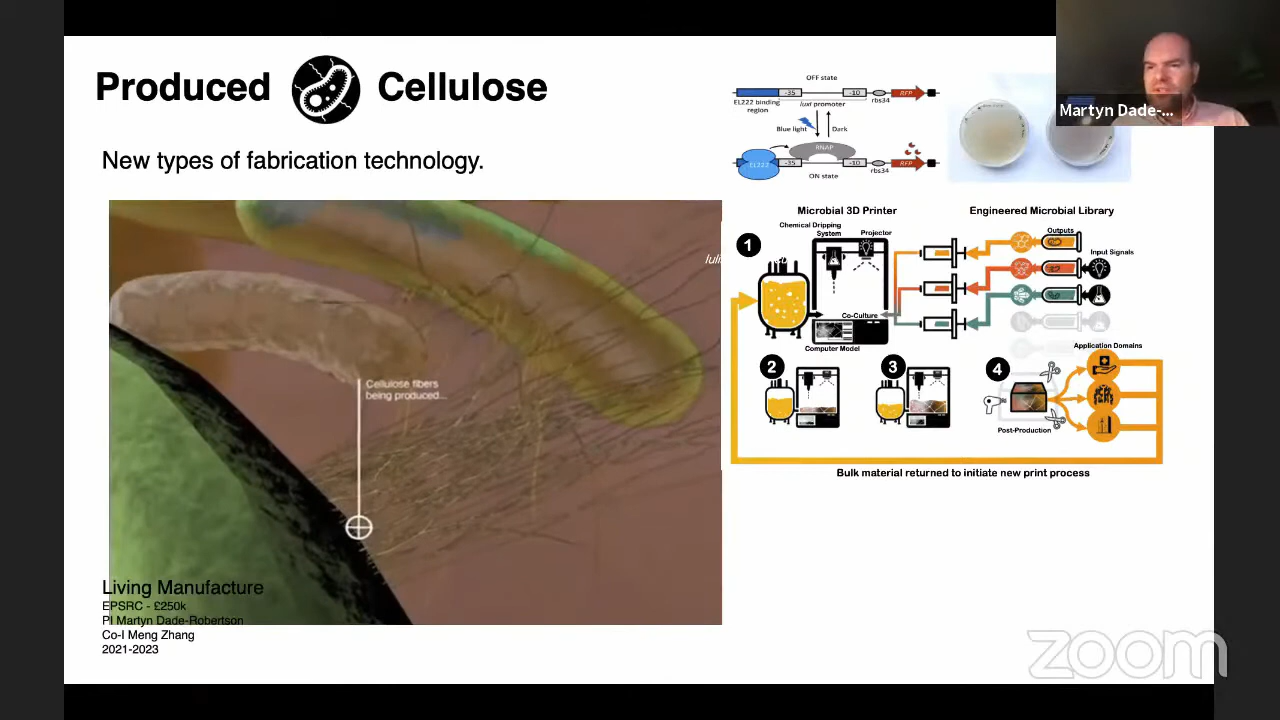 Produced Cellulose
New types of fabrication technology.
Cellulose fibers
being produced...
Living Manufacture
EPSRC - £250k
PI Martyn Dade-Robertson
Co-I Meng Zhang
2021-2023
OFF state
-35
-10
rbs34
RFP
EL222 binding
region
luxI promoter
Blue light
Dark
RNAP
EL222
-35
-10
rbs34
RFP
ON state
Martyn Dade-...
Microbial 3D Printer
Engineered Microbial Library
Chemical Dripping
System
Projector
Outputs
Input Signals
1
Co-Culture
Computer Model
Application Domains
2
3
4
Post-Production
Bulk material returned to initiate new print process
zoom